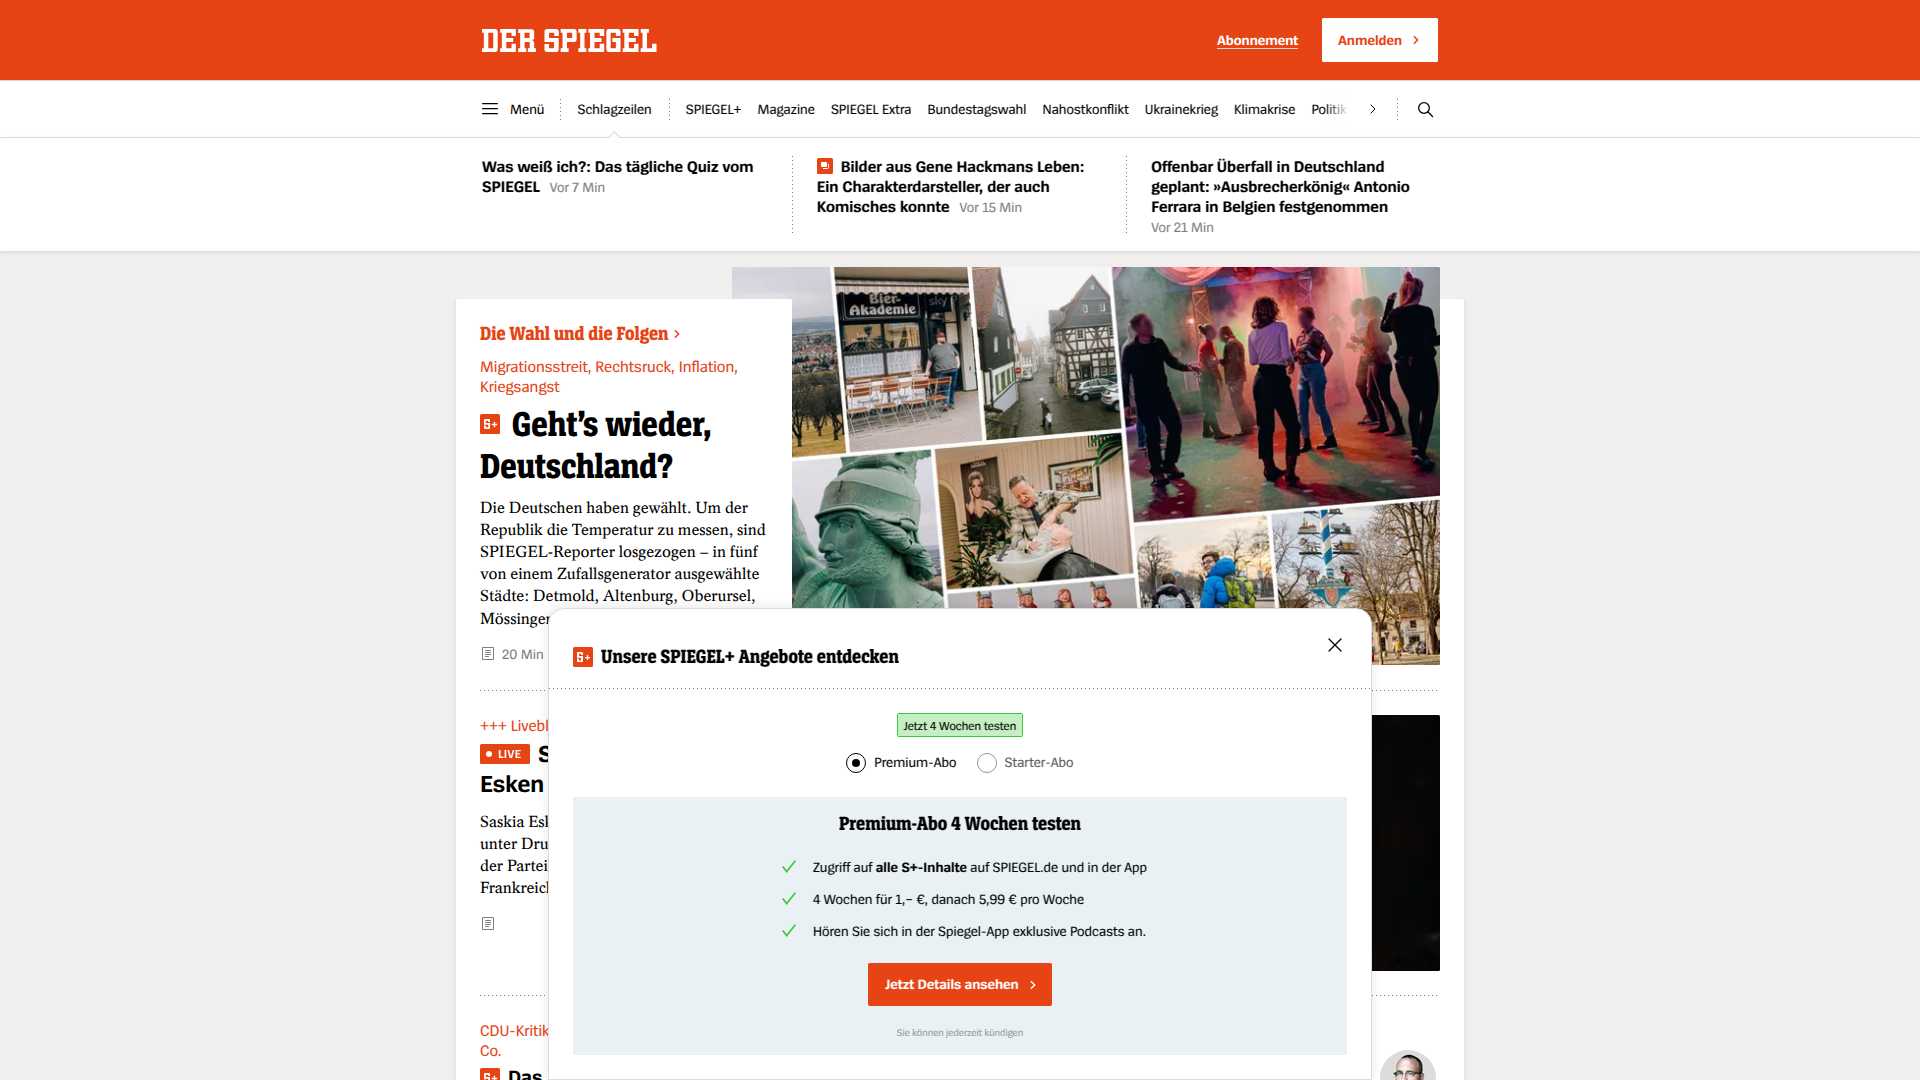 DER SPIEGEL
Abonnement
Anmelden
Menü
Schlagzeilen
SPIEGEL+
Magazine
SPIEGEL Extra
Bundestagswahl
Nahostkonflikt
Ukrainekrieg
Klimakrise
Politik
Was weiß ich?: Das tägliche Quiz vom
SPIEGEL Vor 7 Min
Bilder aus Gene Hackmans Leben:
Ein Charakterdarsteller, der auch
Komisches konnte Vor 15 Min
Offenbar Überfall in Deutschland
geplant: »Ausbrecherkönig« Antonio
Ferrara in Belgien festgenommen
Vor 21 Min
Die Wahl und die Folgen
Migrationsstreit, Rechtsruck, Inflation,
Kriegsangst
S+ Geht’s wieder,
Deutschland?
Die Deutschen haben gewählt. Um der
Republik die Temperatur zu messen, sind
SPIEGEL-Reporter losgezogen – in fünf
von einem Zufallsgenerator ausgewählte
Städte: Detmold, Altenburg, Oberursel,
Mössingen
20 Min
Bier-
Akademie
sky
+++ Livebl
LIVE S
Esken
Saskia Esk
unter Dru
der Partei
Frankreich
CDU-Kritik
Co.
S+ Das
S+ Unsere SPIEGEL+ Angebote entdecken
Jetzt 4 Wochen testen
Premium-Abo
Starter-Abo
Premium-Abo 4 Wochen testen
Zugriff auf alle S+-Inhalte auf SPIEGEL.de und in der App
4 Wochen für 1,– €, danach 5,99 € pro Woche
Hören Sie sich in der Spiegel-App exklusive Podcasts an.
Jetzt Details ansehen
Sie können jederzeit kündigen